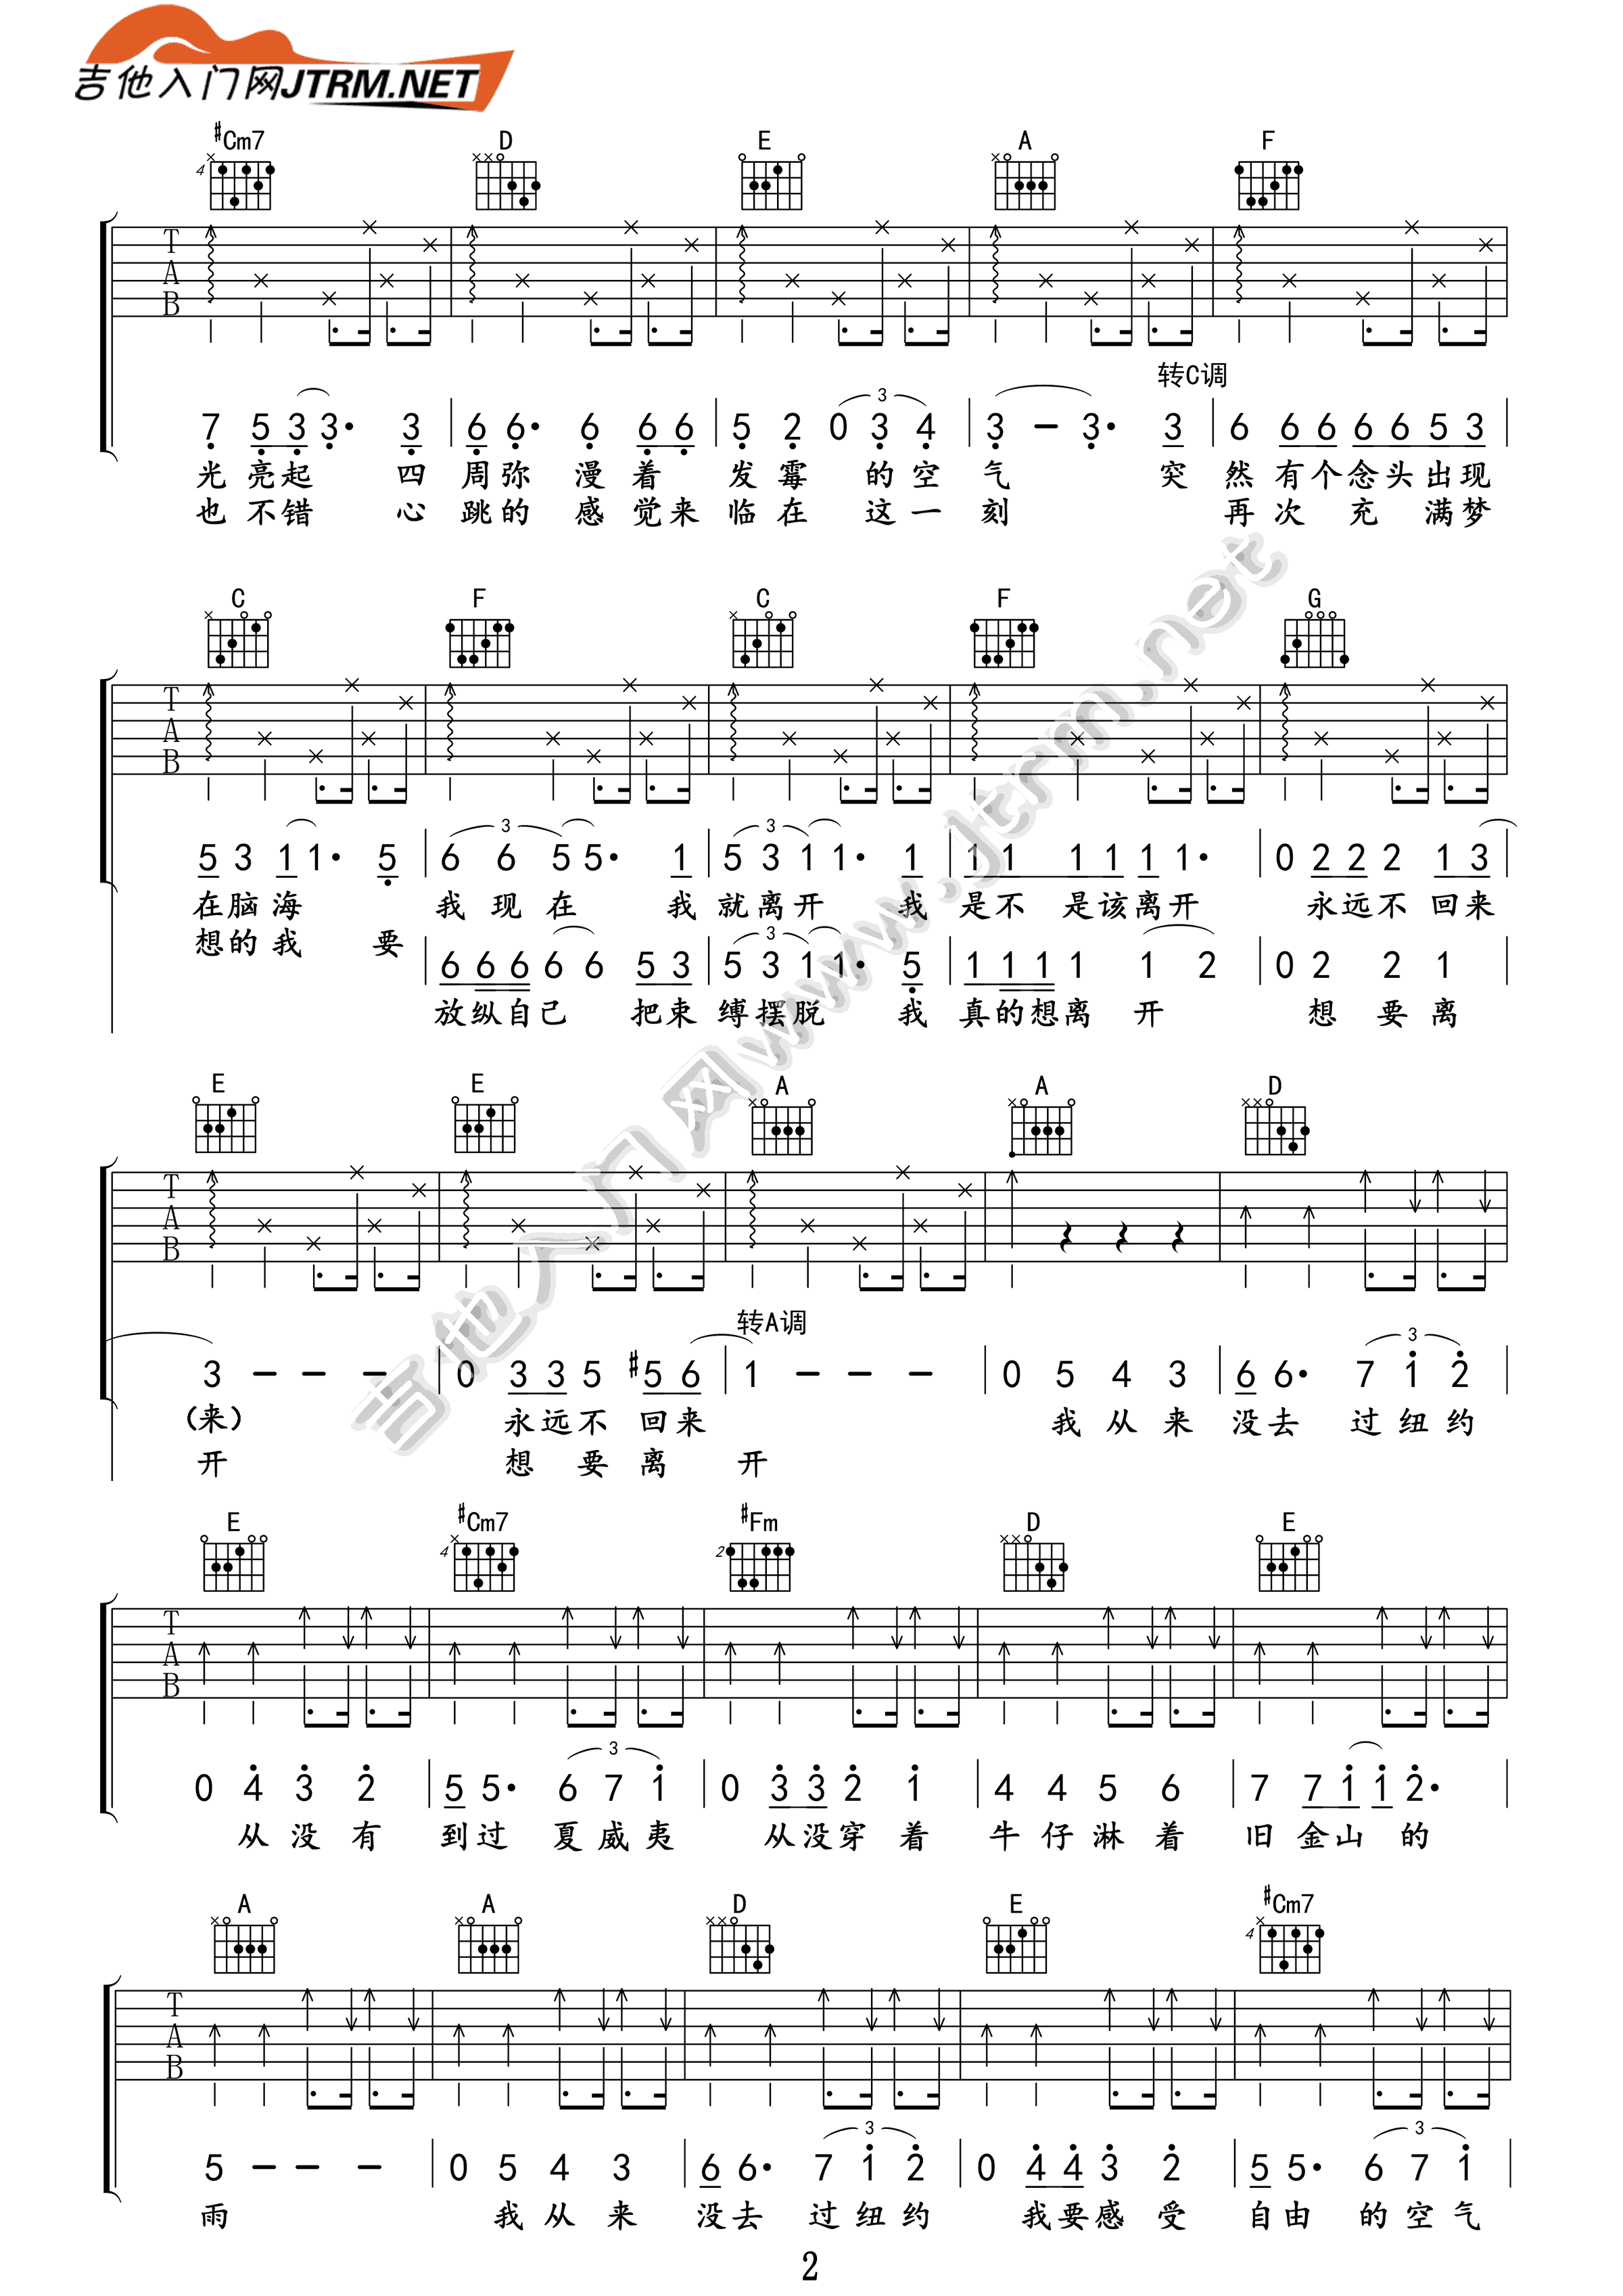 吉他入门网JTRM.NET
#Cm7 D E A F
4
T
A
B
转C调
3
7 5 3 3· 3 6 6· 6 6 6 5 2 0 3 4 3 - 3· 3 6 6 6 6 6 5 3
光亮起 四周弥漫着发霉 的空气 突然有个念头出现
也不错 心跳的感觉来临在 这一刻 再次充满梦
C F C F G
T
A
B
3 3
5 3 1 1· 5 6 6 5 5· 1 5 3 1 1· 1 1 1 1 1 1 1· 0 2 2 2 1 3
在脑海 我现在 我就离开 我是不是该离开 永远不回来
想的我 要
3
6 6 6 6 6 5 3 5 3 1 1· 5 1 1 1 1 1 2 0 2 2 1
放纵自己 把束缚摆脱 我真的想离开 想要离
E E A A D
T
A
B
转A调
3
3 - - - 0 3 3 5 #5 6 1 - - - 0 5 4 3 6 6· 7 1 2
(来) 永远不回来 我从来没去过纽约
开 想要离开
E #Cm7 #Fm D E
4 2
T
A
B
3
0 4 3 2 5 5· 6 7 1 0 3 3 2 1 4 4 5 6 7 7 1 1 2·
从没有到过夏威夷 从没穿着牛仔淋着旧金山的
A A D E #Cm7
4
T
A
B
3 3
5 - - - 0 5 4 3 6 6· 7 1 2 0 4 4 3 2 5 5· 6 7 1
雨 我从来没去过纽约 我要感受自由的空气
2
吉他入门网www.jtrm.net